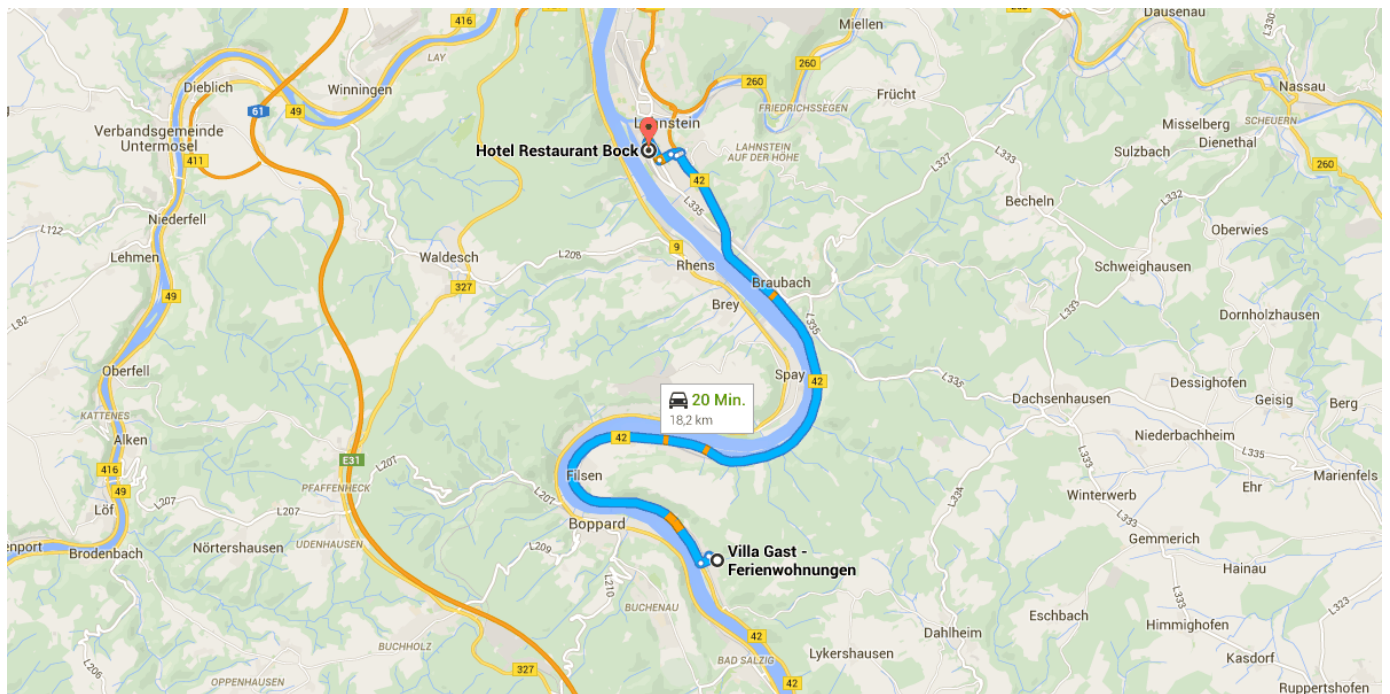 416
Dausenau
L330
Miellen
LAY
260
260
Dieblich
Winningen
61
49
Nassau
Frücht
FRIEDRICHSSEGEN
SCHEUERN
Verbandsgemeinde
Untermosel
Lahnstein
Misselberg
Dienethal
Sulzbach
Hotel Restaurant Bock
LAHNSTEIN
AUF DER HÖHE
L333
411
L327
260
42
L332
Becheln
Niederfell
L335
L122
Oberwies
Lehmen
Waldesch
L208
9
Rhens
Schweighausen
Braubach
327
49
Brey
L333
Dornholzhausen
L82
L335
Oberfell
Spay
42
L335
Dessighofen
20 Min.
18,2 km
Dachsenhausen
Geisig
Berg
KATTENES
Alken
42
Niederbachheim
L333
L335
E31
L207
416
Filsen
Marienfels
49
PFAFFENHECK
Ehr
L207
L334
Winterwerb
Löf
L207
L207
Boppard
L333
Nörtershausen
UDENHAUSEN
Gemmerich
Brodenbach
L209
Villa Gast -
Ferienwohnungen
Hainau
L210
BUCHENAU
Eschbach
L323
Himmighofen
42
Dahlheim
BUCHHOLZ
Lykershausen
BAD SALZIG
Kasdorf
L206
327
OPPENHAUSEN
42
Ruppertshofen